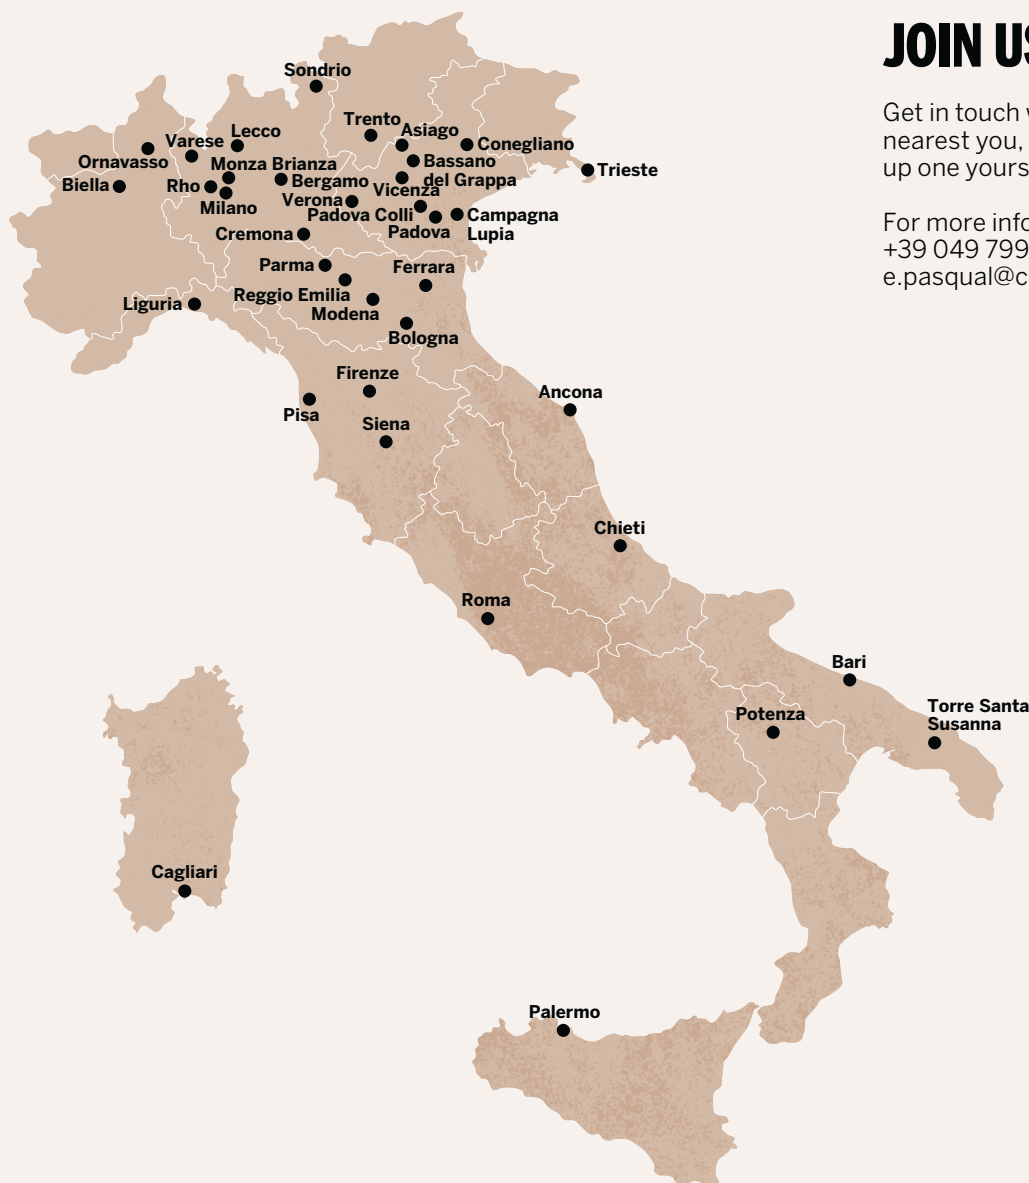 JOIN US
Get in touch
nearest you,
up one yours
For more info
+39 049 799
e.pasqual@c
Sondrio
Trento
Asiago
Conegliano
Varese
Lecco
Ornavasso
Monza Brianza
Bassano
del Grappa
Trieste
Biella
Rho
Bergamo
Vicenza
Milano
Verona
Padova Colli
Campagna
Lupia
Padova
Cremona
Parma
Ferrara
Reggio Emilia
Liguria
Modena
Bologna
Firenze
Pisa
Siena
Ancona
Chieti
Roma
Bari
Potenza
Torre Santa
Susanna
Cagliari
Palermo